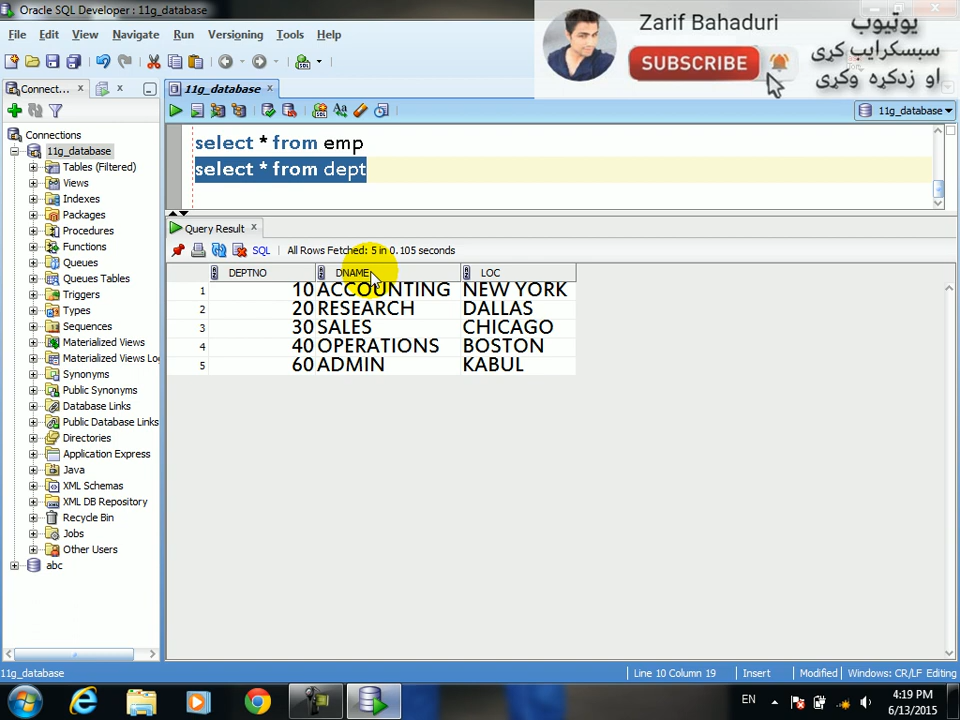 Oracle SQL Developer : 11g_database
File Edit View Navigate Run Versioning Tools Help
Zarif Bahaduri
SUBSCRIBE
یوٹیوب
سبسکرایب کړی
او زدکړه وکړی
Connect...
11g_database
11g_database
Connections
11g_database
Tables (Filtered)
Views
Indexes
Packages
Procedures
Functions
Queues
Queues Tables
Triggers
Types
Sequences
Materialized Views
Materialized Views Lo
Synonyms
Public Synonyms
Database Links
Public Database Links
Directories
Application Express
Java
XML Schemas
XML DB Repository
Recycle Bin
Jobs
Other Users
abc
select * from emp
select * from dept
Query Result
SQL All Rows Fetched: 5 in 0.105 seconds
DEPTNO DNAME LOC
1 10 ACCOUNTING NEW YORK
2 20 RESEARCH DALLAS
3 30 SALES CHICAGO
4 40 OPERATIONS BOSTON
5 60 ADMIN KABUL
11g_database Line 10 Column 19 Insert Modified Windows: CR/LF Editing
EN 4:19 PM
6/13/2015